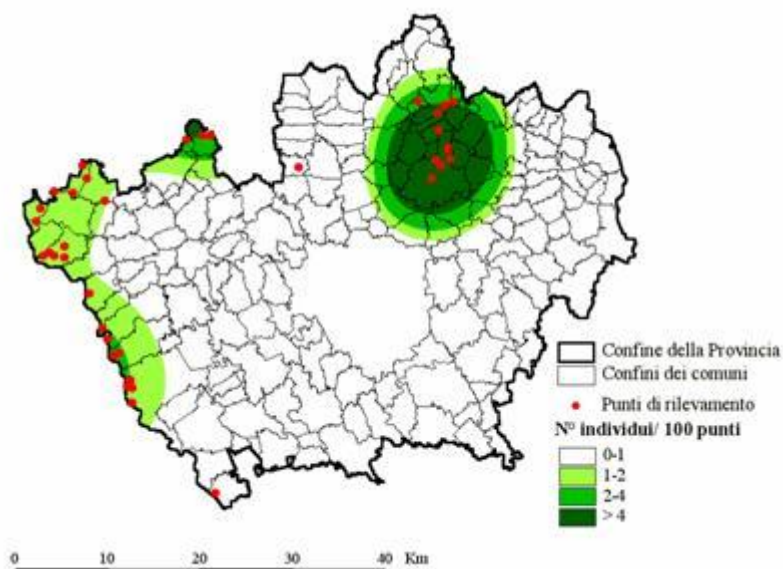 Confine della Provincia
Confini dei comuni
Punti di rilevamento
N° individui/ 100 punti
0-1
1-2
2-4
> 4
0 10 20 30 40 Km